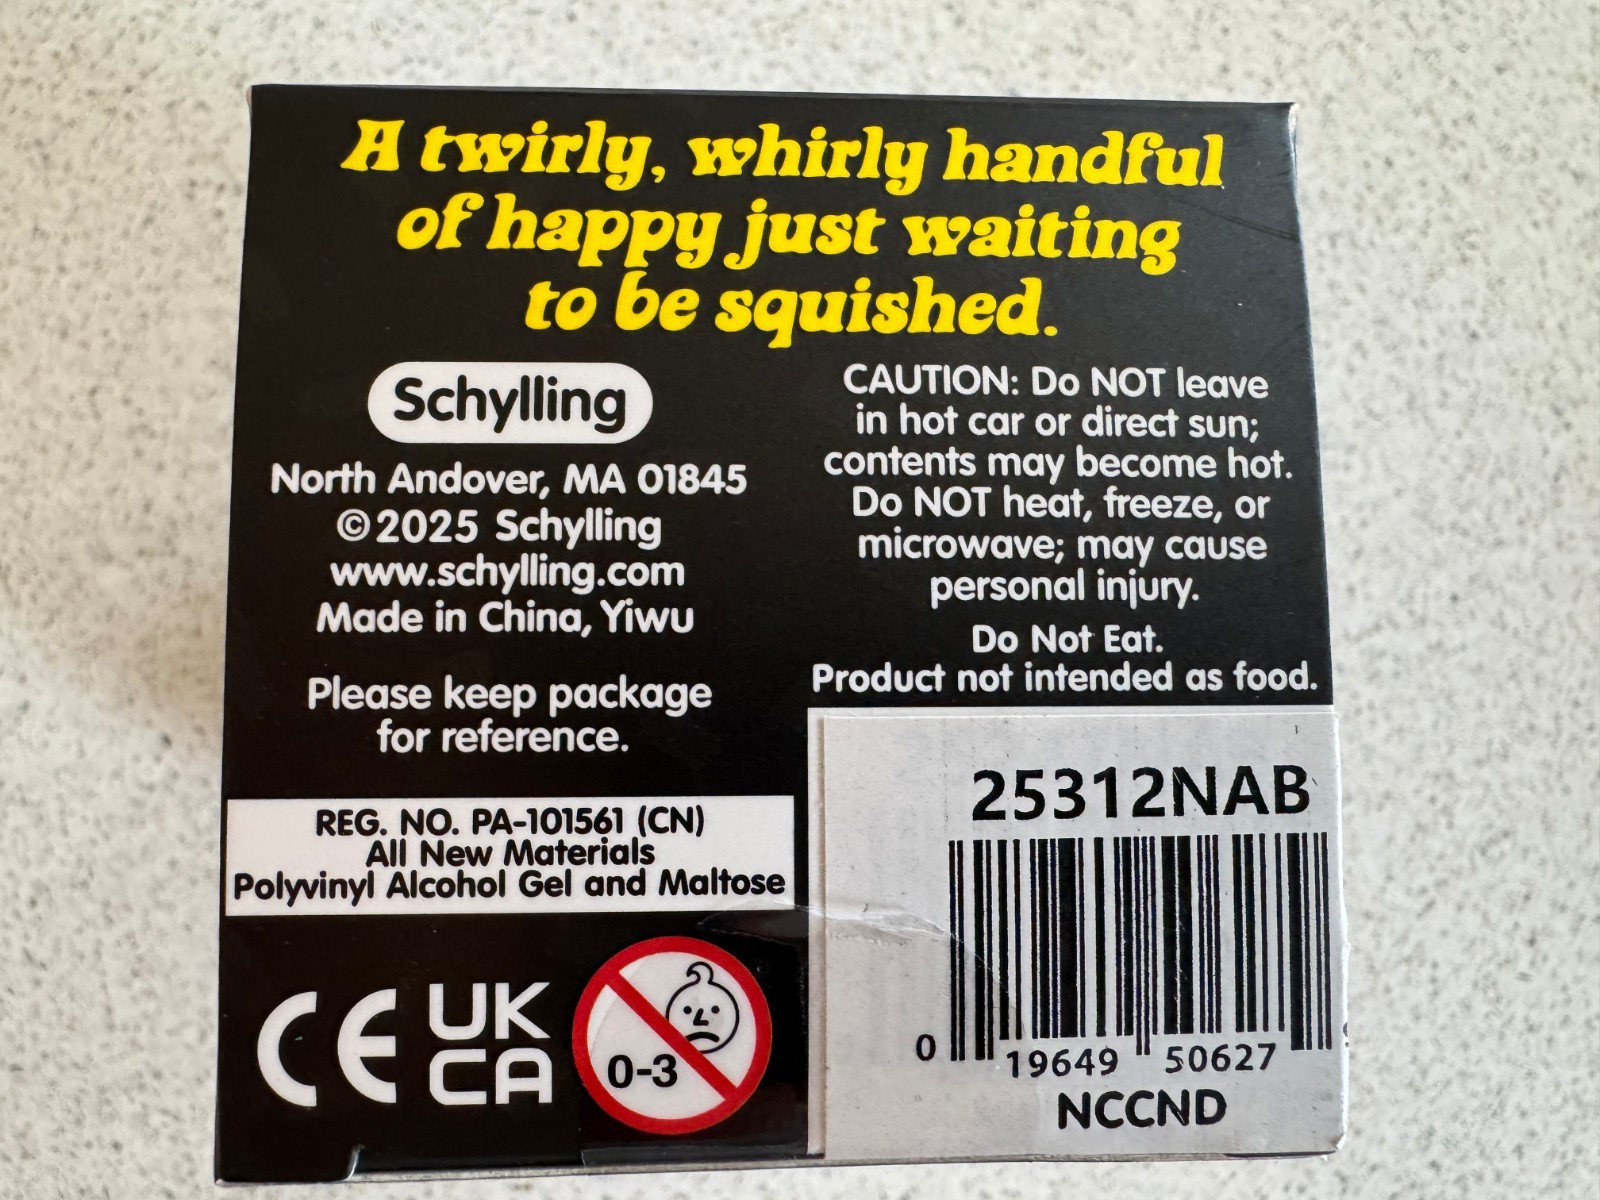 A twirly, whirly handful
of happy just waiting
to be squished.
Schylling
North Andover, MA 01845
©2025 Schylling
www.schylling.com
Made in China, Yiwu
Please keep package
for reference.
REG. NO. PA-101561 (CN)
All New Materials
Polyvinyl Alcohol Gel and Maltose
CE
UK
CA
0-3
CAUTION: Do NOT leave
in hot car or direct sun;
contents may become hot.
Do NOT heat, freeze, or
microwave; may cause
personal injury.
Do Not Eat.
Product not intended as food.
25312NAB
0 19649 50627
NCCND